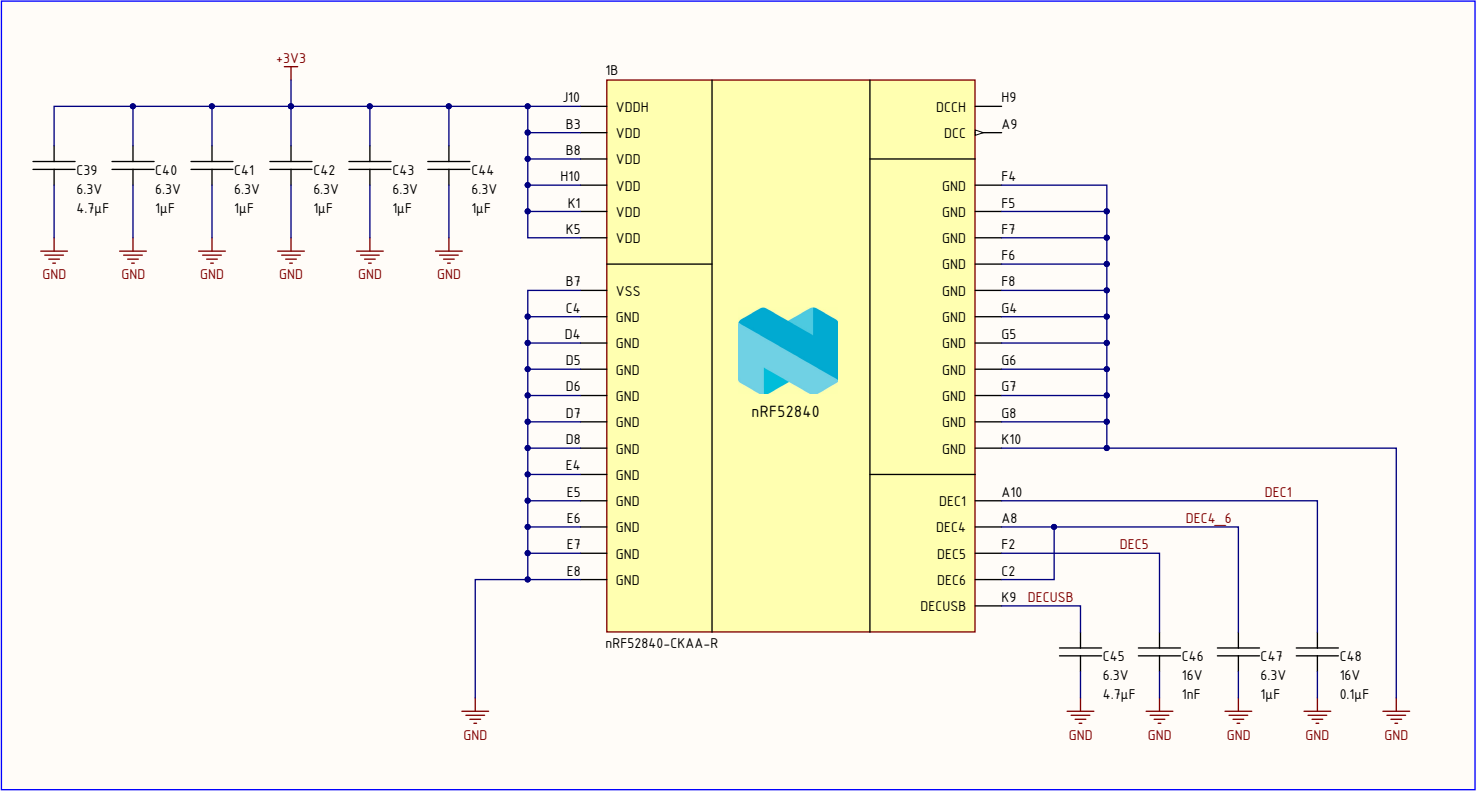 +3V3
1B
J10 VDDH
B3 VDD
B8 VDD
H10 VDD
K1 VDD
K5 VDD
B7 VSS
C4 GND
D4 GND
D5 GND
D6 GND
D7 GND
D8 GND
E4 GND
E5 GND
E6 GND
E7 GND
E8 GND
nRF52840
DCCH H9
DCC A9
GND F4
GND F5
GND F7
GND F6
GND F8
GND G4
GND G5
GND G6
GND G7
GND G8
GND K10
DEC1 A10 DEC1
DEC4 A8 DEC4_6
DEC5 F2 DEC5
DEC6 C2
DECUSB K9 DECUSB
nRF52840-CKAA-R
C39
6.3V
4.7µF
GND
C40
6.3V
1µF
GND
C41
6.3V
1µF
GND
C42
6.3V
1µF
GND
C43
6.3V
1µF
GND
C44
6.3V
1µF
GND
GND
C45
6.3V
4.7µF
GND
C46
16V
1nF
GND
C47
6.3V
1µF
GND
C48
16V
0.1µF
GND
GND